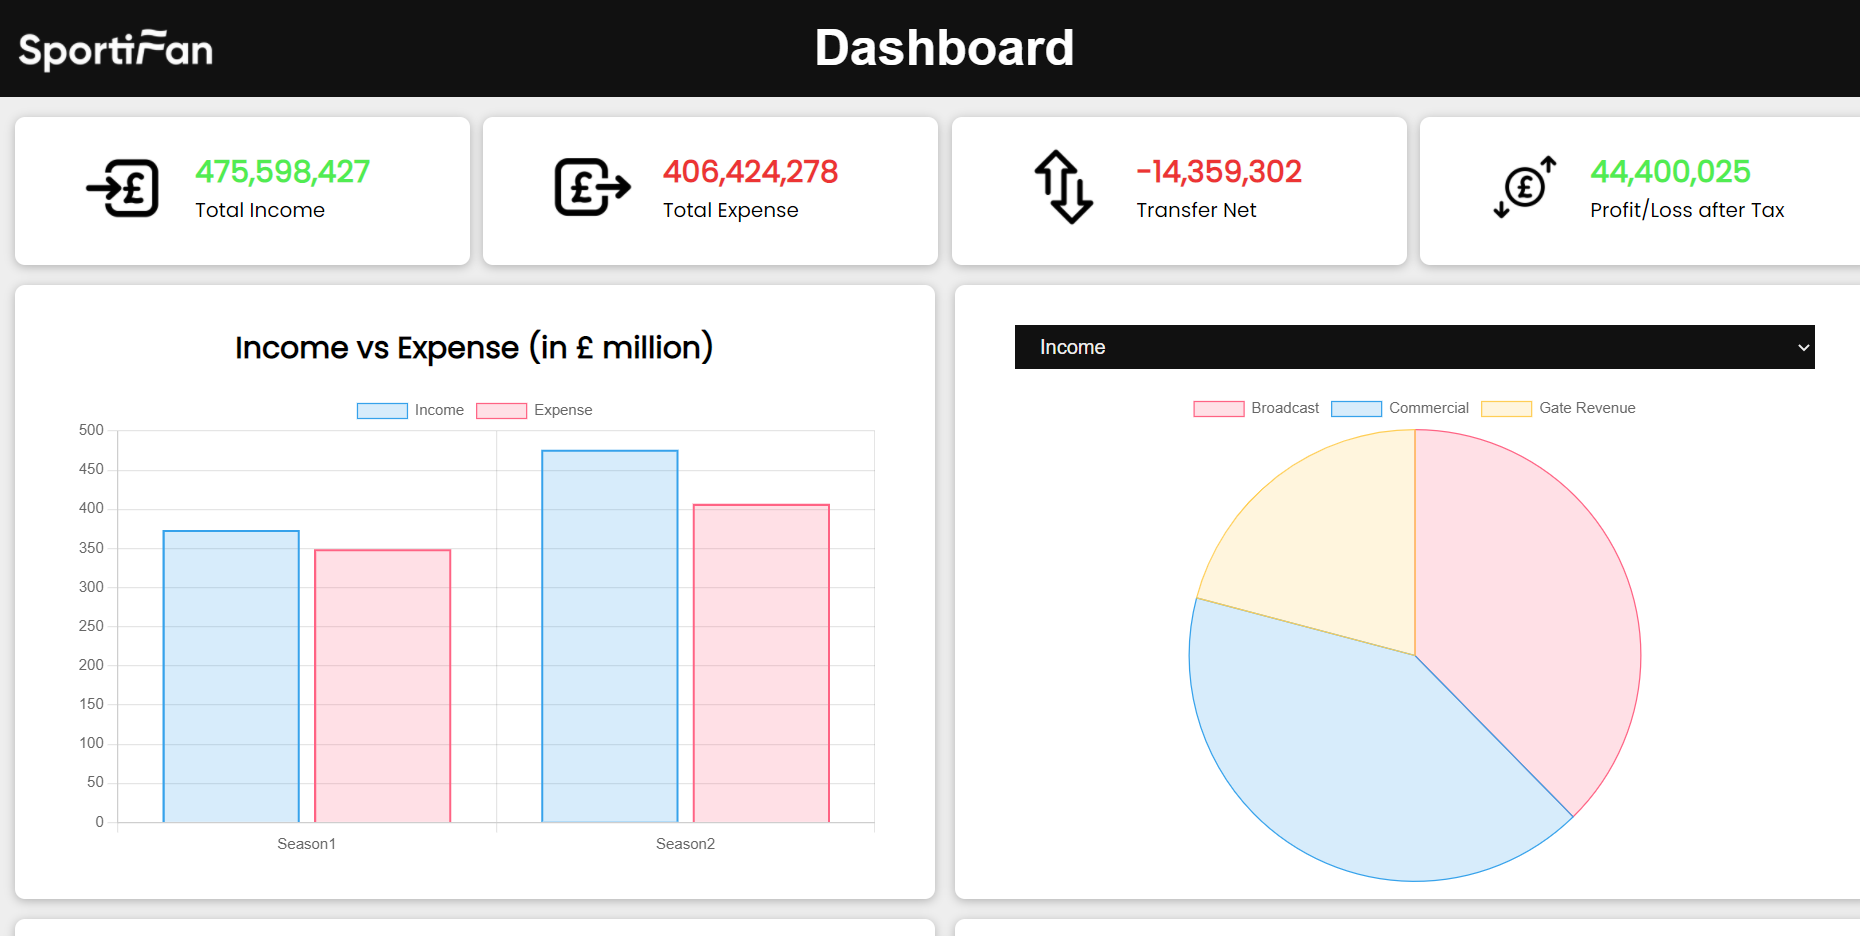 SportiFan
Dashboard
475,598,427
Total Income
406,424,278
Total Expense
-14,359,302
Transfer Net
44,400,025
Profit/Loss after Tax
Income vs Expense (in £ million)
Income Expense
500
450
400
350
300
250
200
150
100
50
0
Season1 Season2
Income
Broadcast Commercial Gate Revenue